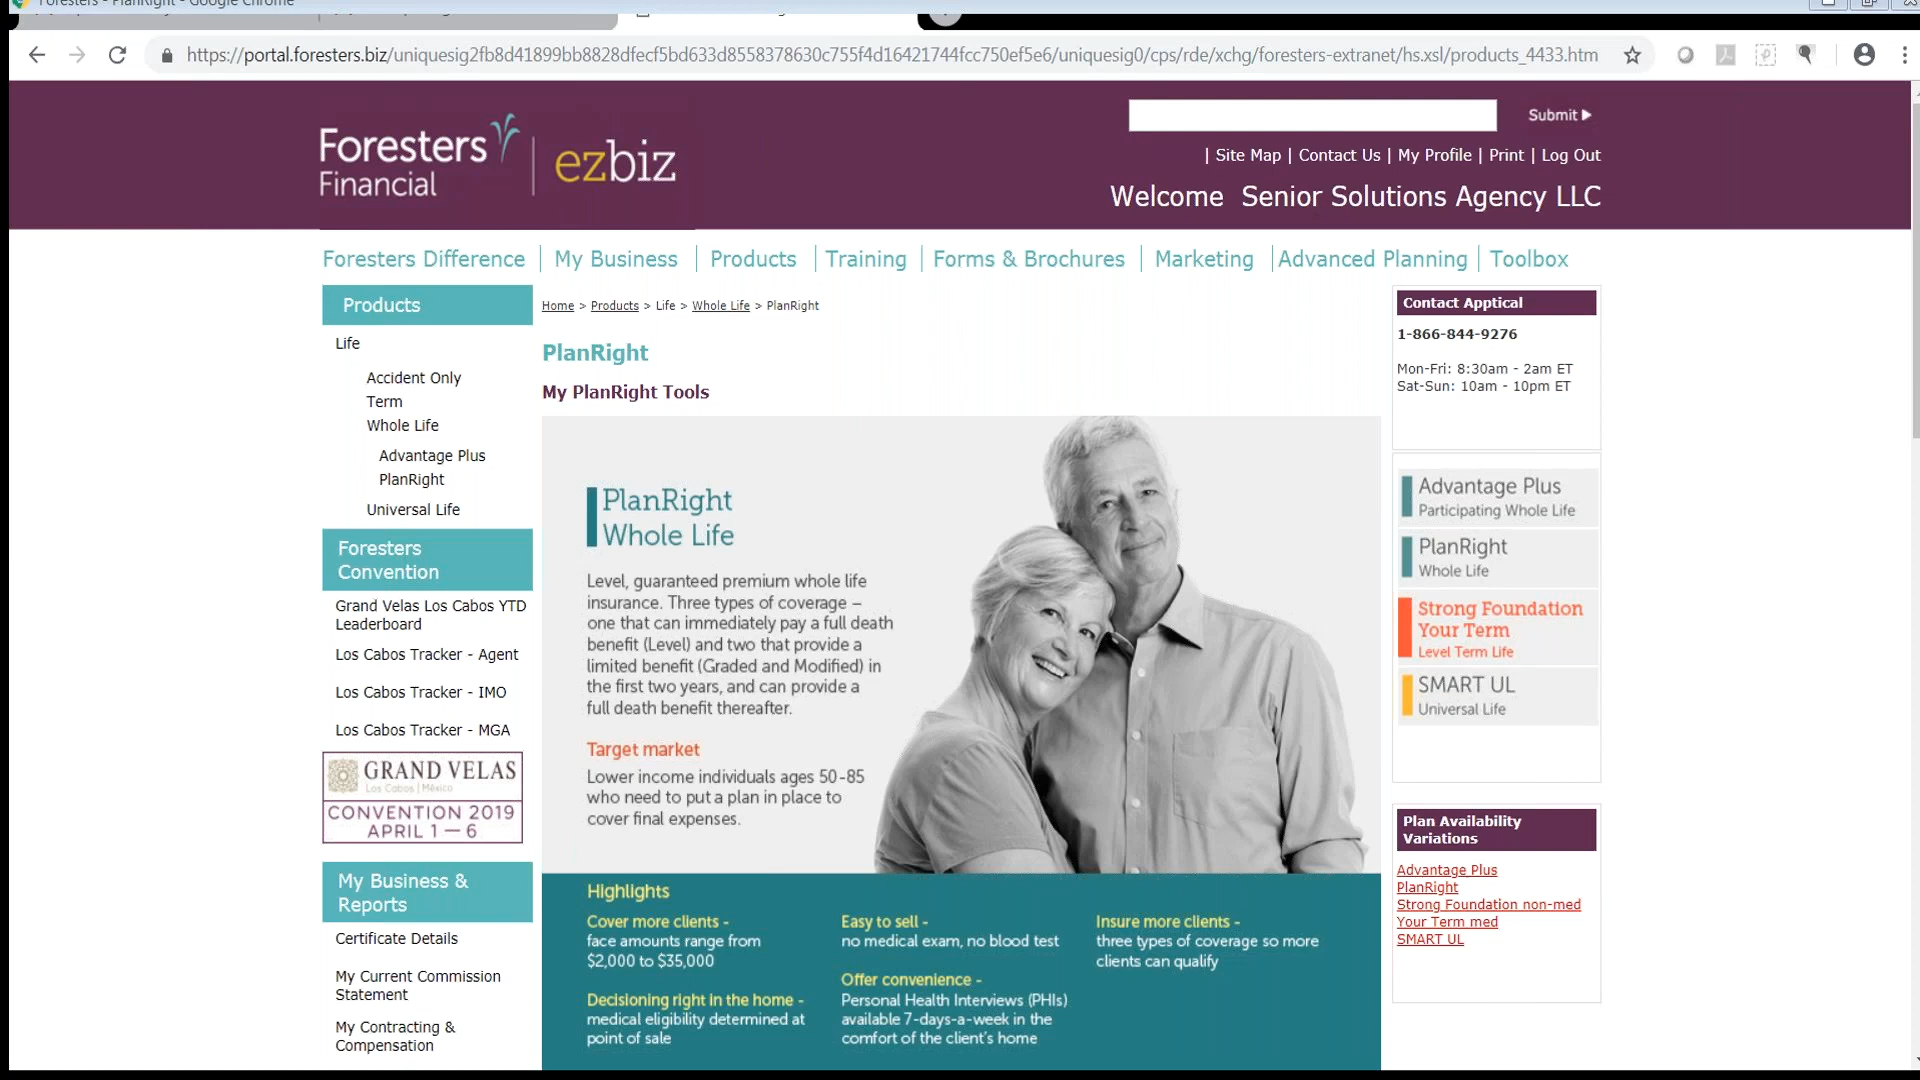 Foresters - PlanRight - Google Chrome
https://portal.foresters.biz/uniquesig2fb8d41899bb8828dfecf5bd633d8558378630c755f4d16421744fcc750ef5e6/uniquesig0/cps/rde/xchg/foresters-extranet/hs.xsl/products_4433.htm
Foresters
Financial
ezbiz
Submit
| Site Map | Contact Us | My Profile | Print | Log Out
Welcome Senior Solutions Agency LLC
Foresters Difference
My Business
Products
Training
Forms & Brochures
Marketing
Advanced Planning
Toolbox
Products
Life
Accident Only
Term
Whole Life
Advantage Plus
PlanRight
Universal Life
Foresters
Convention
Grand Velas Los Cabos YTD
Leaderboard
Los Cabos Tracker - Agent
Los Cabos Tracker - IMO
Los Cabos Tracker - MGA
GRAND VELAS
Los Cabos | México
CONVENTION 2019
APRIL 1 — 6
My Business &
Reports
Certificate Details
My Current Commission
Statement
My Contracting &
Compensation
Home > Products > Life > Whole Life > PlanRight
PlanRight
My PlanRight Tools
PlanRight
Whole Life
Level, guaranteed premium whole life
insurance. Three types of coverage –
one that can immediately pay a full death
benefit (Level) and two that provide a
limited benefit (Graded and Modified) in
the first two years, and can provide a
full death benefit thereafter.
Target market
Lower income individuals ages 50-85
who need to put a plan in place to
cover final expenses.
Highlights
Cover more clients -
face amounts range from
$2,000 to $35,000
Decisioning right in the home -
medical eligibility determined at
point of sale
Easy to sell -
no medical exam, no blood test
Offer convenience -
Personal Health Interviews (PHIs)
available 7-days-a-week in the
comfort of the client's home
Insure more clients -
three types of coverage so more
clients can qualify
Contact Apptical
1-866-844-9276
Mon-Fri: 8:30am - 2am ET
Sat-Sun: 10am - 10pm ET
Advantage Plus
Participating Whole Life
PlanRight
Whole Life
Strong Foundation
Your Term
Level Term Life
SMART UL
Universal Life
Plan Availability
Variations
Advantage Plus
PlanRight
Strong Foundation non-med
Your Term med
SMART UL